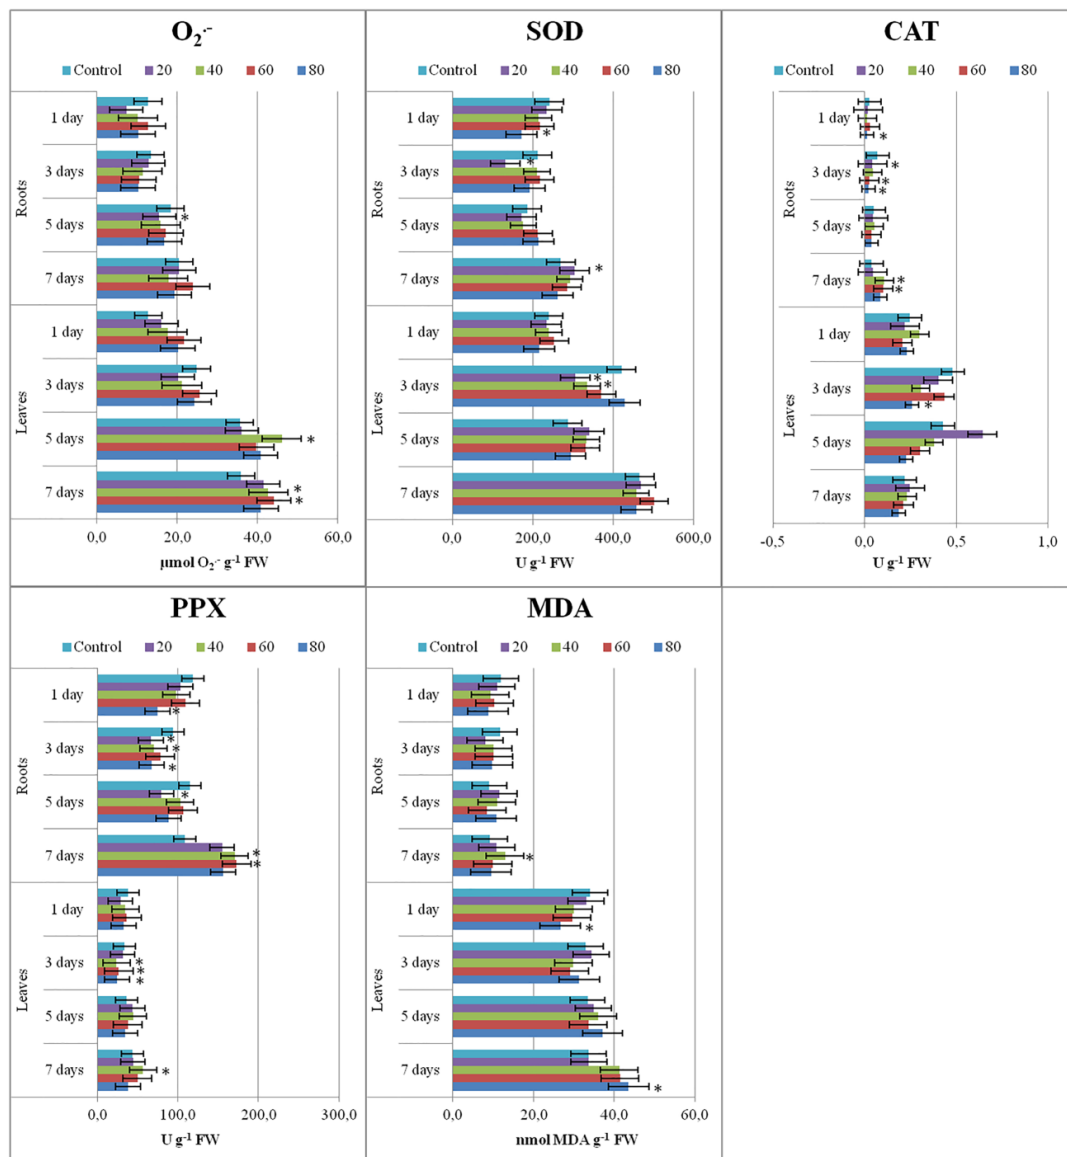 O₂·⁻
Control 20 40 60 80
Roots
1 day
*
3 days
5 days
*
7 days
Leaves
1 day
3 days
5 days
*
7 days
*
*
0,0 20,0 40,0 60,0
µmol O₂·⁻ g⁻¹ FW
SOD
Control 20 40 60 80
Roots
1 day
*
3 days
*
5 days
7 days
*
Leaves
1 day
3 days
*
*
5 days
7 days
0,0 200,0 400,0 600,0
U g⁻¹ FW
CAT
Control 20 40 60 80
Roots
1 day
*
3 days
*
*
*
5 days
7 days
*
*
Leaves
1 day
3 days
*
5 days
7 days
-0,5 0,0 0,5 1,0
U g⁻¹ FW
PPX
Control 20 40 60 80
Roots
1 day
*
3 days
*
*
*
5 days
*
7 days
*
*
Leaves
1 day
3 days
*
*
*
5 days
7 days
*
0,0 100,0 200,0 300,0
U g⁻¹ FW
MDA
Control 20 40 60 80
Roots
1 day
3 days
5 days
7 days
*
Leaves
1 day
*
3 days
5 days
7 days
*
0,0 20,0 40,0 60,0
nmol MDA g⁻¹ FW